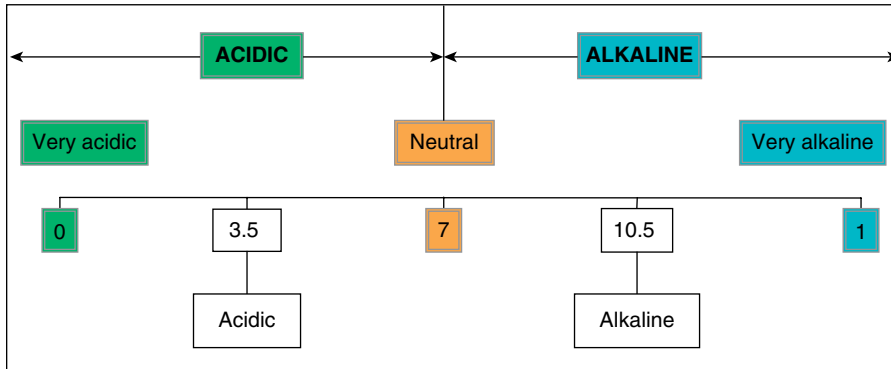 ACIDIC
ALKALINE
Very acidic
Neutral
Very alkaline
0
3.5
7
10.5
1
Acidic
Alkaline